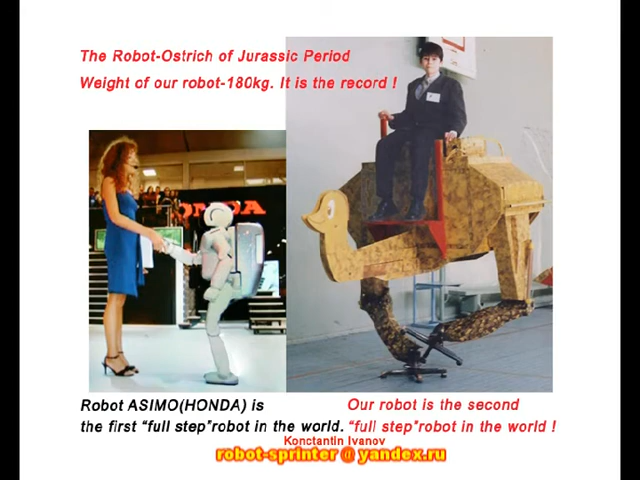 The Robot-Ostrich of Jurassic Period
Weight of our robot-180kg. It is the record !
HONDA
Robot ASIMO(HONDA) is
the first “full step”robot in the world.
Our robot is the second
“full step”robot in the world !
Konstantin Ivanov
robot-sprinter @ yandex.ru